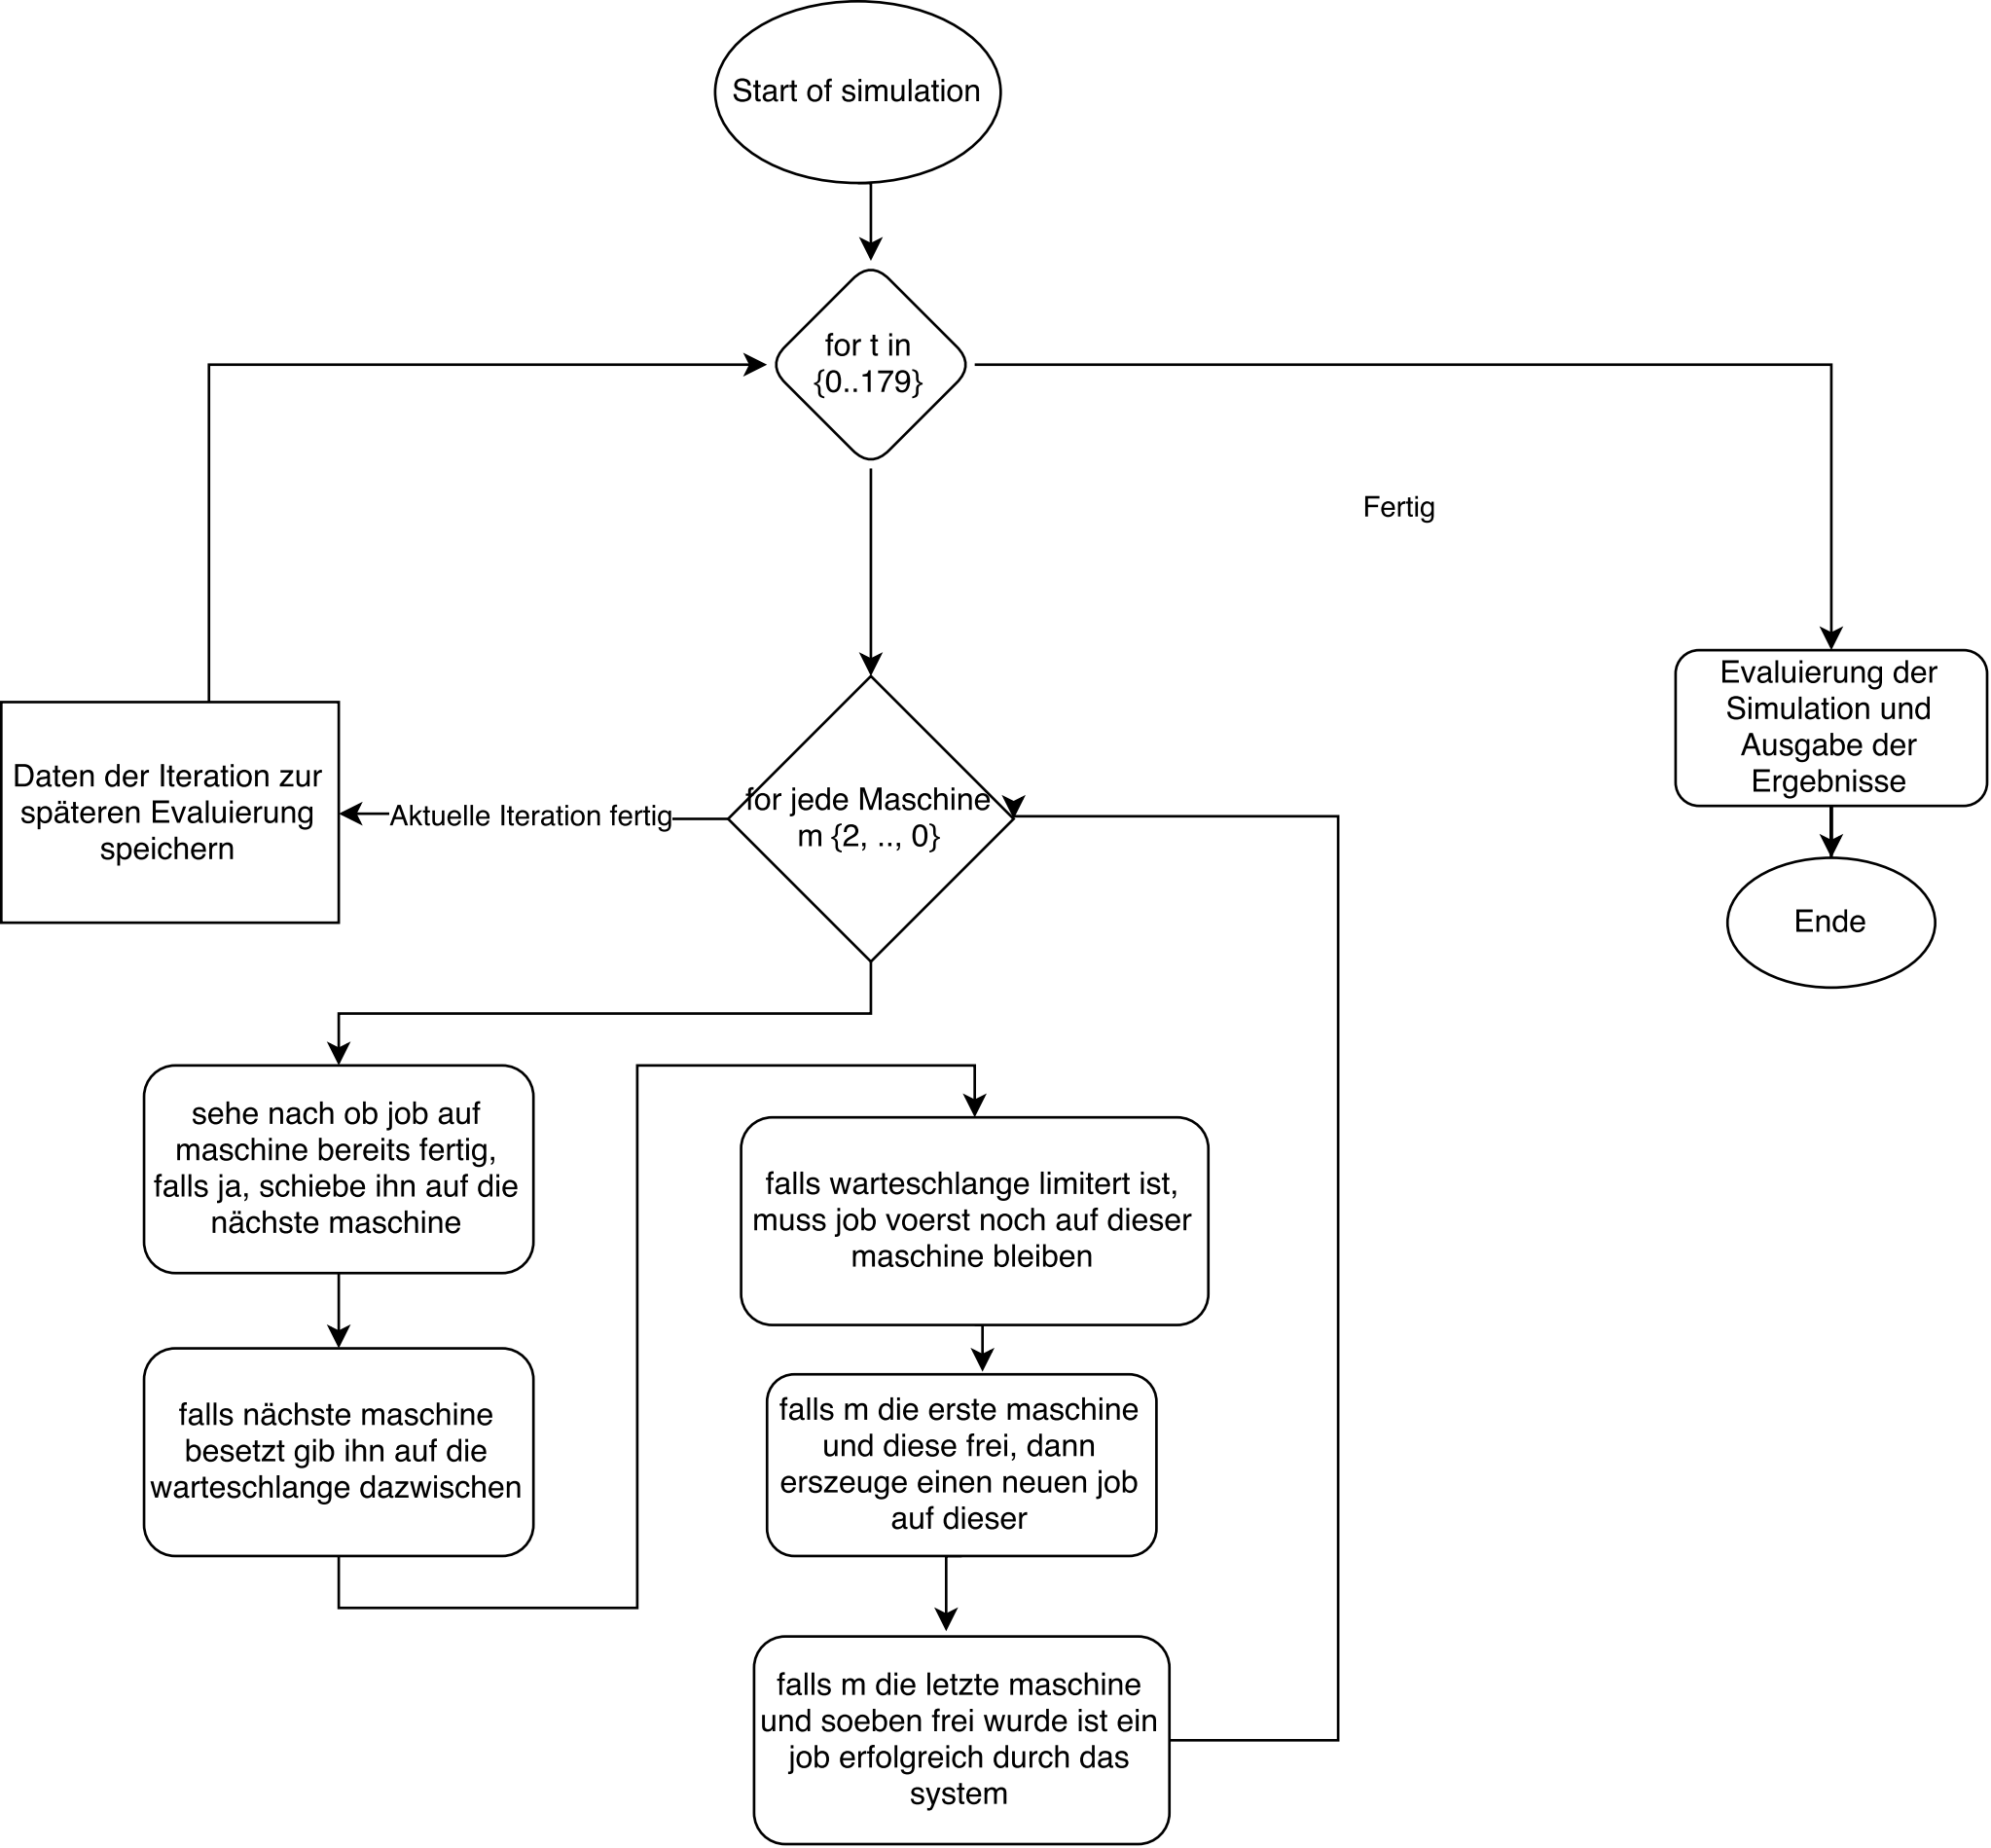 Start of simulation
for t in
{0..179}
Fertig
Evaluierung der
Simulation und
Ausgabe der
Ergebnisse
Ende
for jede Maschine
m {2, .., 0}
Aktuelle Iteration fertig
Daten der Iteration zur
späteren Evaluierung
speichern
sehe nach ob job auf
maschine bereits fertig,
falls ja, schiebe ihn auf die
nächste maschine
falls nächste maschine
besetzt gib ihn auf die
warteschlange dazwischen
falls warteschlange limitert ist,
muss job voerst noch auf dieser
maschine bleiben
falls m die erste maschine
und diese frei, dann
erszeuge einen neuen job
auf dieser
falls m die letzte maschine
und soeben frei wurde ist ein
job erfolgreich durch das
system